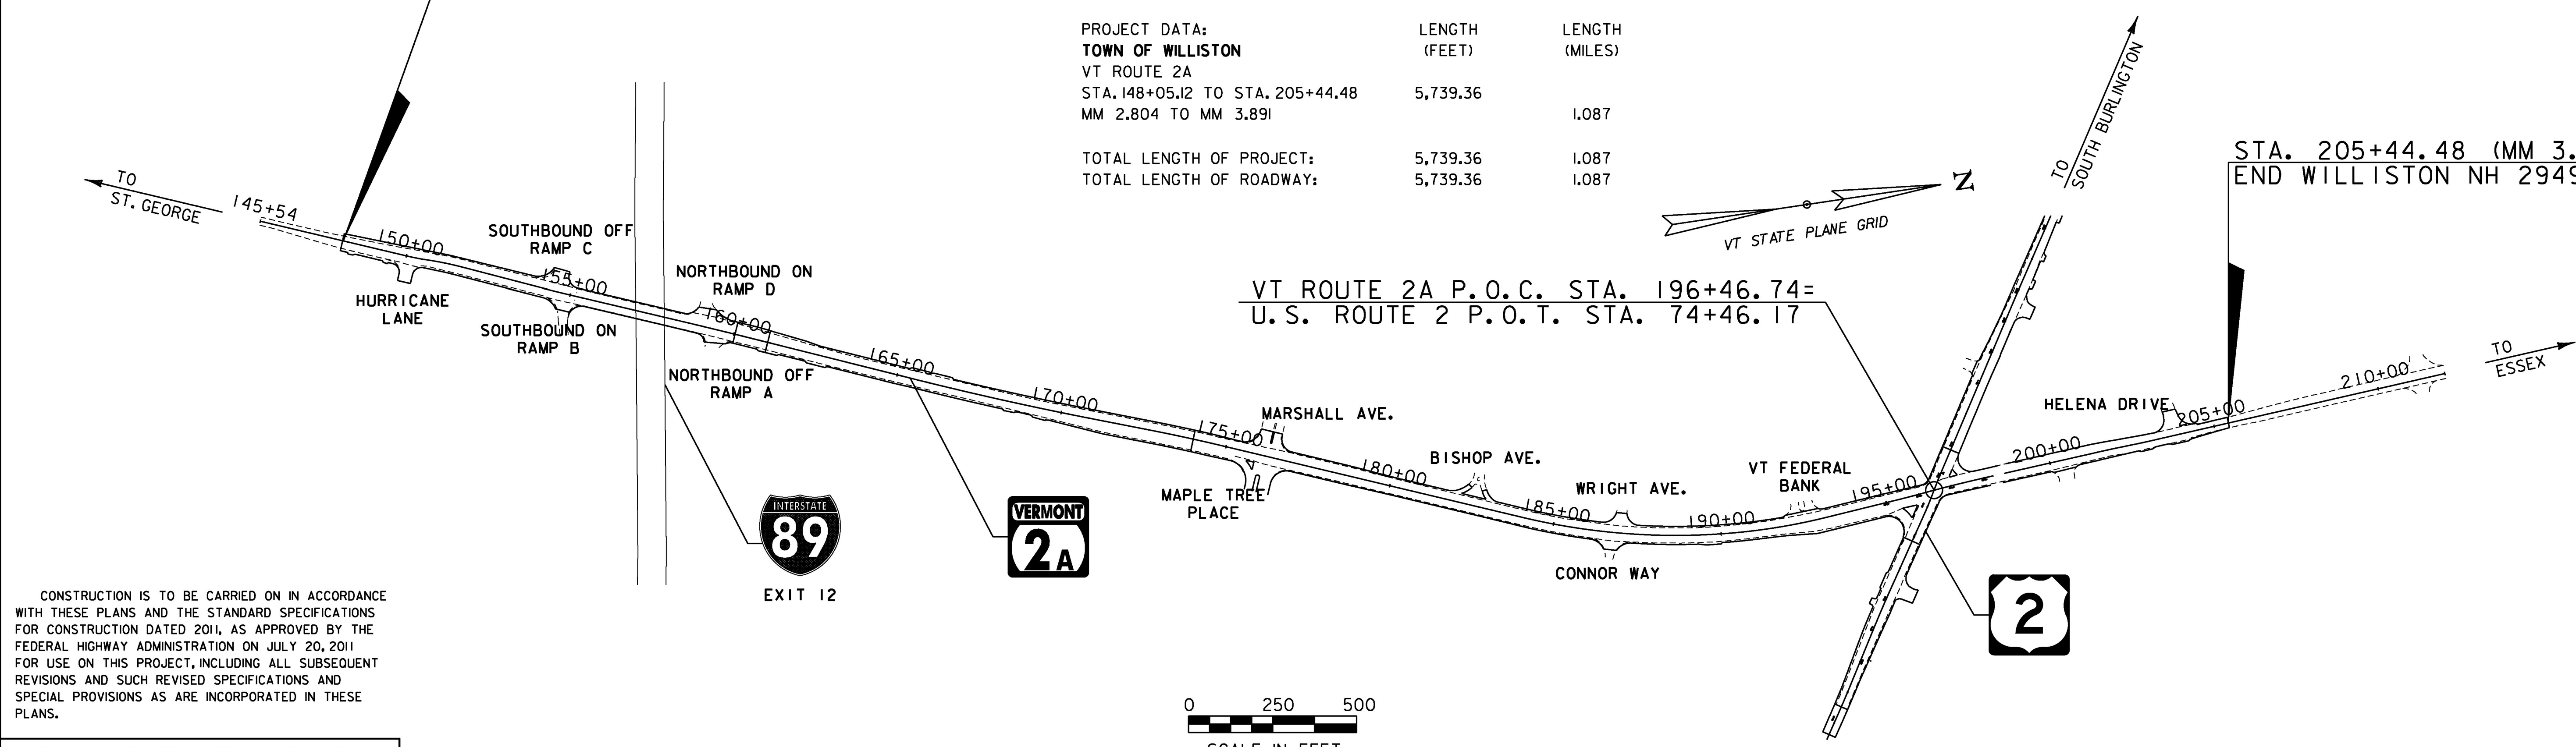 PROJECT DATA: LENGTH LENGTH
TOWN OF WILLISTON (FEET) (MILES)
VT ROUTE 2A
STA. 148+05.12 TO STA. 205+44.48 5,739.36
MM 2.804 TO MM 3.891 1.087
TOTAL LENGTH OF PROJECT: 5,739.36 1.087
TOTAL LENGTH OF ROADWAY: 5,739.36 1.087
TO
SOUTH BURLINGTON
STA. 205+44.48 (MM 3.
END WILLISTON NH 2949
N
VT STATE PLANE GRID
TO
ST. GEORGE
145+54
150+00
SOUTHBOUND OFF
RAMP C
155+00
NORTHBOUND ON
RAMP D
160+00
HURRICANE
LANE
SOUTHBOUND ON
RAMP B
NORTHBOUND OFF
RAMP A
165+00
170+00
175+00
MARSHALL AVE.
MAPLE TREE
PLACE
180+00
BISHOP AVE.
185+00
WRIGHT AVE.
190+00
CONNOR WAY
VT FEDERAL
BANK
195+00
VT ROUTE 2A P.O.C. STA. 196+46.74=
U.S. ROUTE 2 P.O.T. STA. 74+46.17
200+00
HELENA DRIVE
205+00
210+00
TO
ESSEX
INTERSTATE
89
EXIT 12
VERMONT
2A
2
CONSTRUCTION IS TO BE CARRIED ON IN ACCORDANCE
WITH THESE PLANS AND THE STANDARD SPECIFICATIONS
FOR CONSTRUCTION DATED 2011, AS APPROVED BY THE
FEDERAL HIGHWAY ADMINISTRATION ON JULY 20, 2011
FOR USE ON THIS PROJECT, INCLUDING ALL SUBSEQUENT
REVISIONS AND SUCH REVISED SPECIFICATIONS AND
SPECIAL PROVISIONS AS ARE INCORPORATED IN THESE
PLANS.
0 250 500
SCALE IN FEET